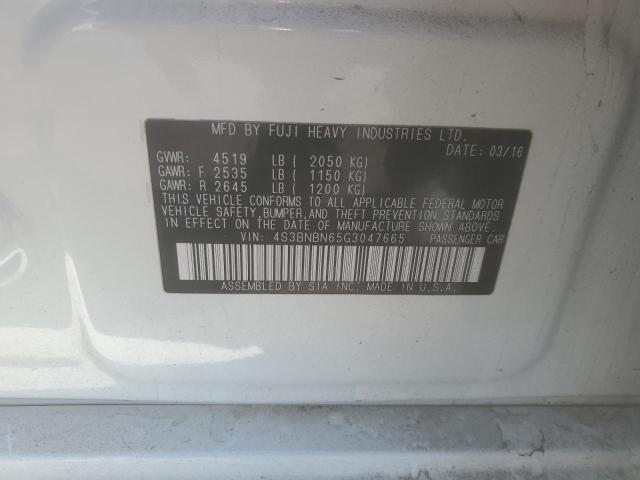 MFD BY FUJI HEAVY INDUSTRIES LTD.
DATE: 03/16
GVWR: 4519 LB ( 2050 KG)
GAWR: F 2535 LB ( 1150 KG)
GAWR: R 2645 LB ( 1200 KG)
THIS VEHICLE CONFORMS TO ALL APPLICABLE FEDERAL MOTOR
VEHICLE SAFETY, BUMPER, AND THEFT PREVENTION STANDARDS
IN EFFECT ON THE DATE OF MANUFACTURE SHOWN ABOVE.
VIN: 4S3BNBN65G3047665 PASSENGER CAR
ASSEMBLED BY SIA INC. MADE IN U.S.A.